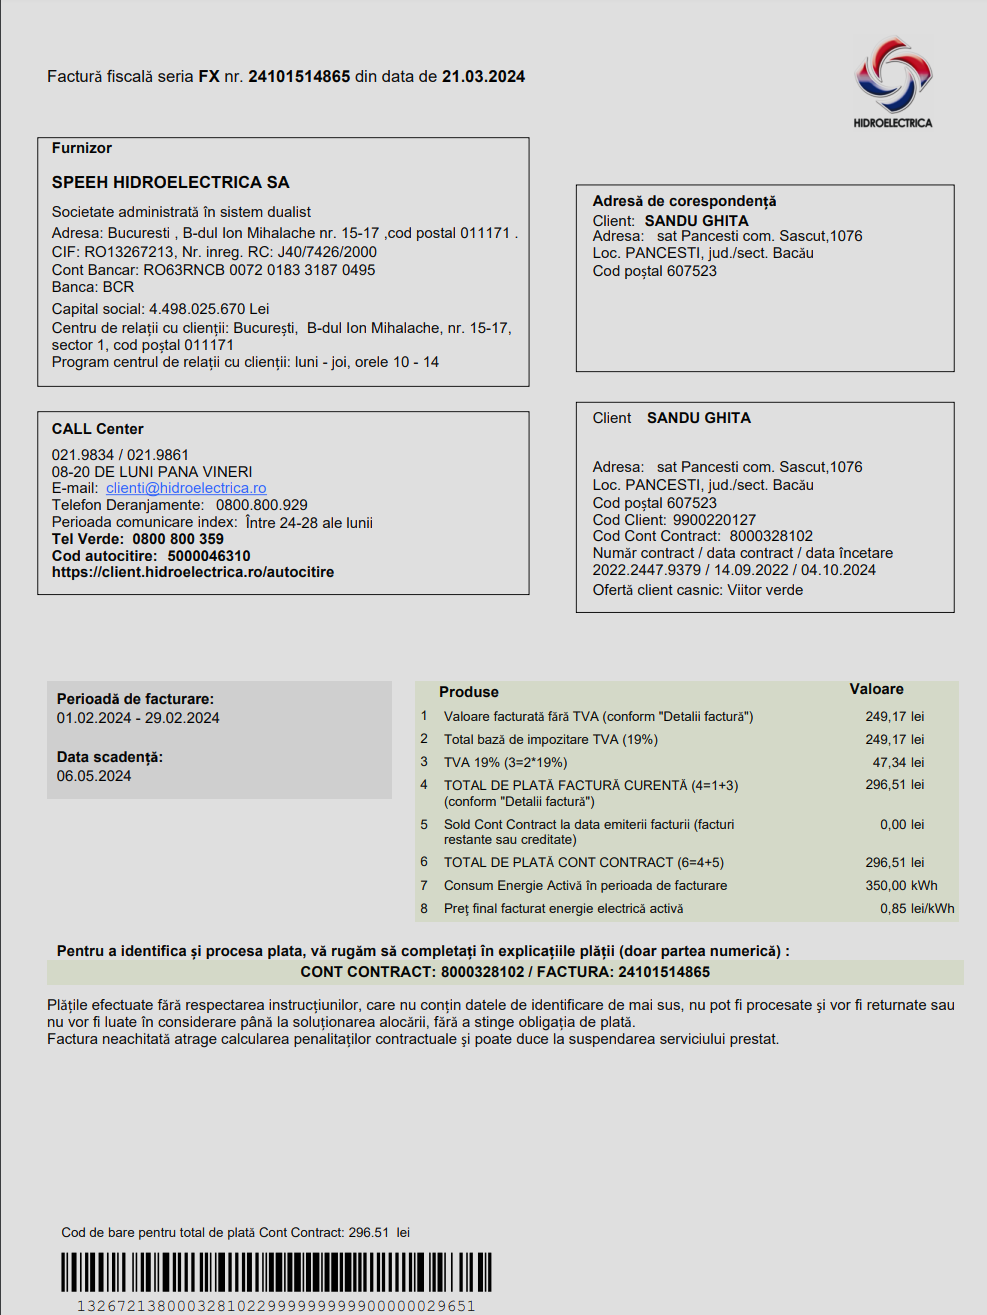 Factură fiscală seria FX nr. 24101514865 din data de 21.03.2024
HIDROELECTRICA
Furnizor
SPEEH HIDROELECTRICA SA
Societate administrată în sistem dualist
Adresa: Bucuresti , B-dul Ion Mihalache nr. 15-17 ,cod postal 011171 .
CIF: RO13267213, Nr. inreg. RC: J40/7426/2000
Cont Bancar: RO63RNCB 0072 0183 3187 0495
Banca: BCR
Capital social: 4.498.025.670 Lei
Centru de relații cu clienții: București, B-dul Ion Mihalache, nr. 15-17,
sector 1, cod poștal 011171
Program centrul de relații cu clienții: luni - joi, orele 10 - 14
Adresă de corespondență
Client: SANDU GHITA
Adresa: sat Pancesti com. Sascut,1076
Loc. PANCESTI, jud./sect. Bacău
Cod poștal 607523
CALL Center
021.9834 / 021.9861
08-20 DE LUNI PANA VINERI
E-mail: clienti@hidroelectrica.ro
Telefon Deranjamente: 0800.800.929
Perioada comunicare index: Între 24-28 ale lunii
Tel Verde: 0800 800 359
Cod autocitire: 5000046310
https://client.hidroelectrica.ro/autocitire
Client SANDU GHITA
Adresa: sat Pancesti com. Sascut,1076
Loc. PANCESTI, jud./sect. Bacău
Cod poștal 607523
Cod Client: 9900220127
Cod Cont Contract: 8000328102
Număr contract / data contract / data încetare
2022.2447.9379 / 14.09.2022 / 04.10.2024
Ofertă client casnic: Viitor verde
Perioadă de facturare:
01.02.2024 - 29.02.2024
Data scadență:
06.05.2024
Produse Valoare
1 Valoare facturată fără TVA (conform "Detalii factură") 249,17 lei
2 Total bază de impozitare TVA (19%) 249,17 lei
3 TVA 19% (3=2*19%) 47,34 lei
4 TOTAL DE PLATĂ FACTURĂ CURENTĂ (4=1+3) 296,51 lei
(conform "Detalii factură")
5 Sold Cont Contract la data emiterii facturii (facturi 0,00 lei
restante sau creditate)
6 TOTAL DE PLATĂ CONT CONTRACT (6=4+5) 296,51 lei
7 Consum Energie Activă în perioada de facturare 350,00 kWh
8 Preț final facturat energie electrică activă 0,85 lei/kWh
Pentru a identifica și procesa plata, vă rugăm să completați în explicațiile plății (doar partea numerică) :
CONT CONTRACT: 8000328102 / FACTURA: 24101514865
Plățile efectuate fără respectarea instrucțiunilor, care nu conțin datele de identificare de mai sus, nu pot fi procesate și vor fi returnate sau
nu vor fi luate în considerare până la soluționarea alocării, fără a stinge obligația de plată.
Factura neachitată atrage calcularea penalitaților contractuale și poate duce la suspendarea serviciului prestat.
Cod de bare pentru total de plată Cont Contract: 296.51 lei
1326721380003281022999999999900000029651